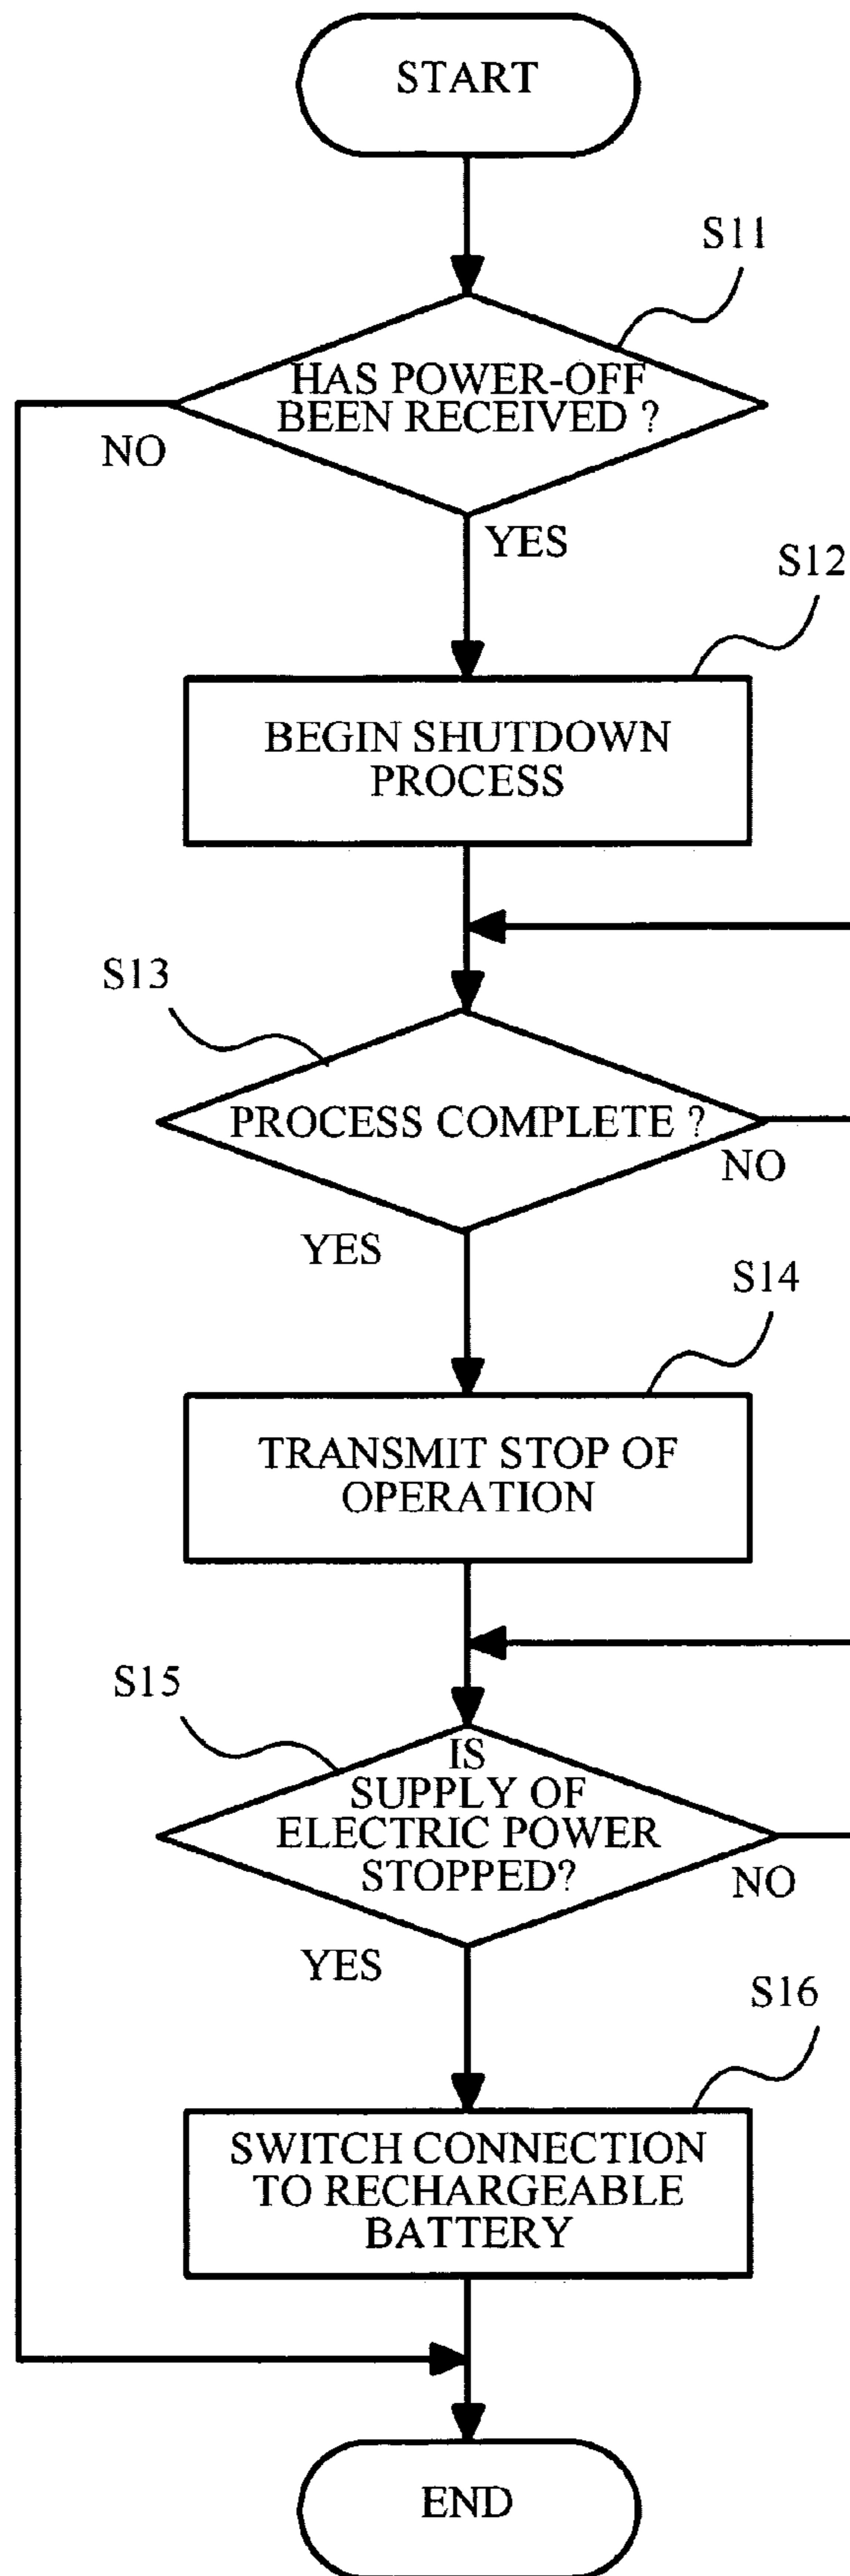 START
S11
HAS POWER-OFF
BEEN RECEIVED ?
NO
YES
S12
BEGIN SHUTDOWN
PROCESS
S13
PROCESS COMPLETE ?
NO
YES
S14
TRANSMIT STOP OF
OPERATION
S15
IS
SUPPLY OF
ELECTRIC POWER
STOPPED?
NO
YES
S16
SWITCH CONNECTION
TO RECHARGEABLE
BATTERY
END